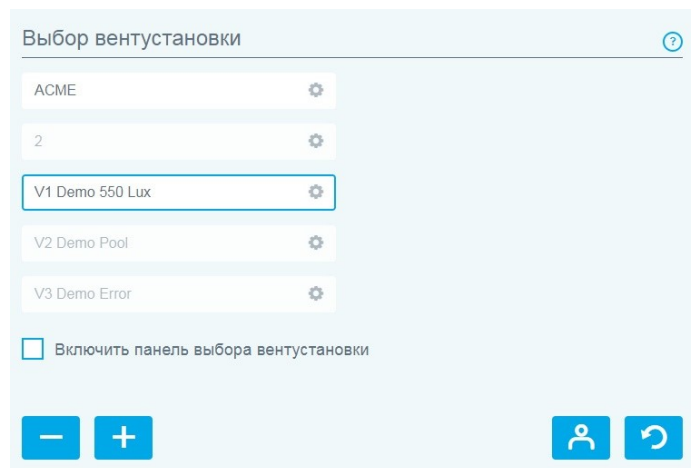 Выбор вентустановки
?
ACME
2
V1 Demo 550 Lux
V2 Demo Pool
V3 Demo Error
Включить панель выбора вентустановки